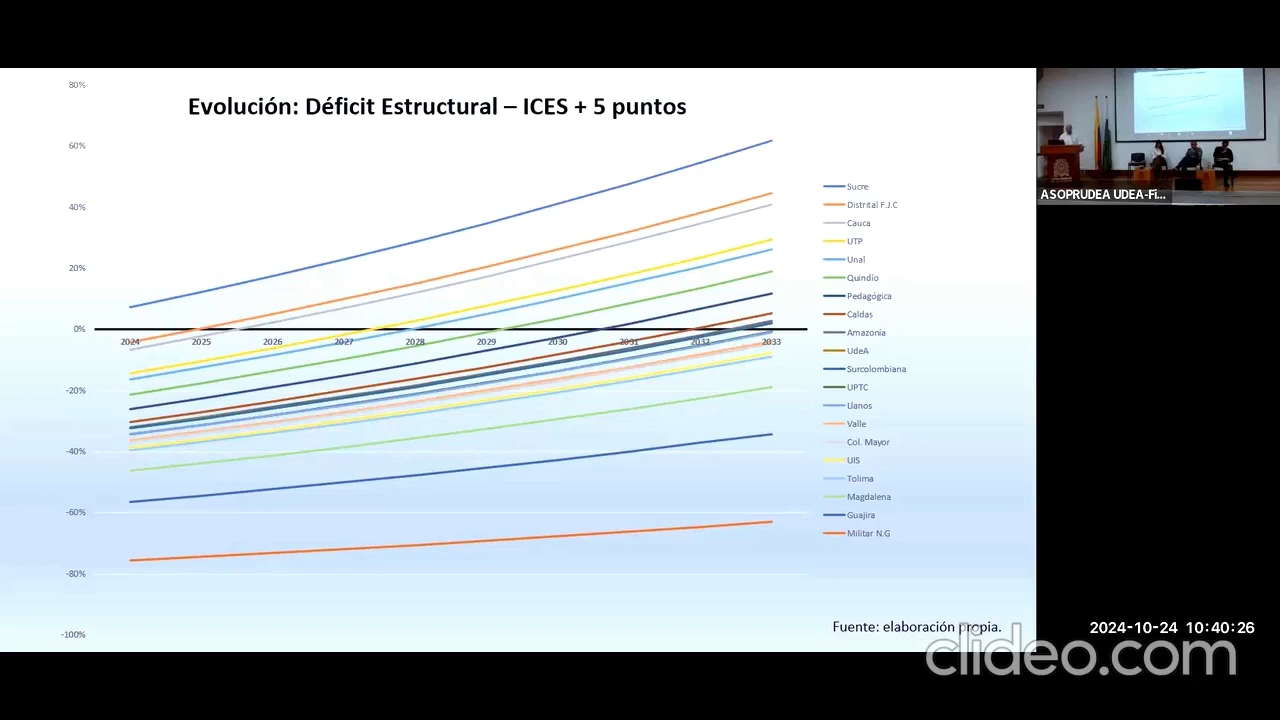 80%
Evolución: Déficit Estructural – ICES + 5 puntos
60%
40%
20%
0%
-20%
-40%
-60%
-80%
-100%
2024 2025 2026 2027 2028 2029 2030 2031 2032 2033
Sucre
Distrital F.J.C
Cauca
UTP
Unal
Quindío
Pedagógica
Caldas
Amazonía
UdeA
Surcolombiana
UPTC
Llanos
Valle
Col. Mayor
UIS
Tolima
Magdalena
Guajira
Militar N.G
Fuente: elaboración propia.
ASOPRUDEA UDEA-Fi...
2024-10-24 10:40:26
clideo.com